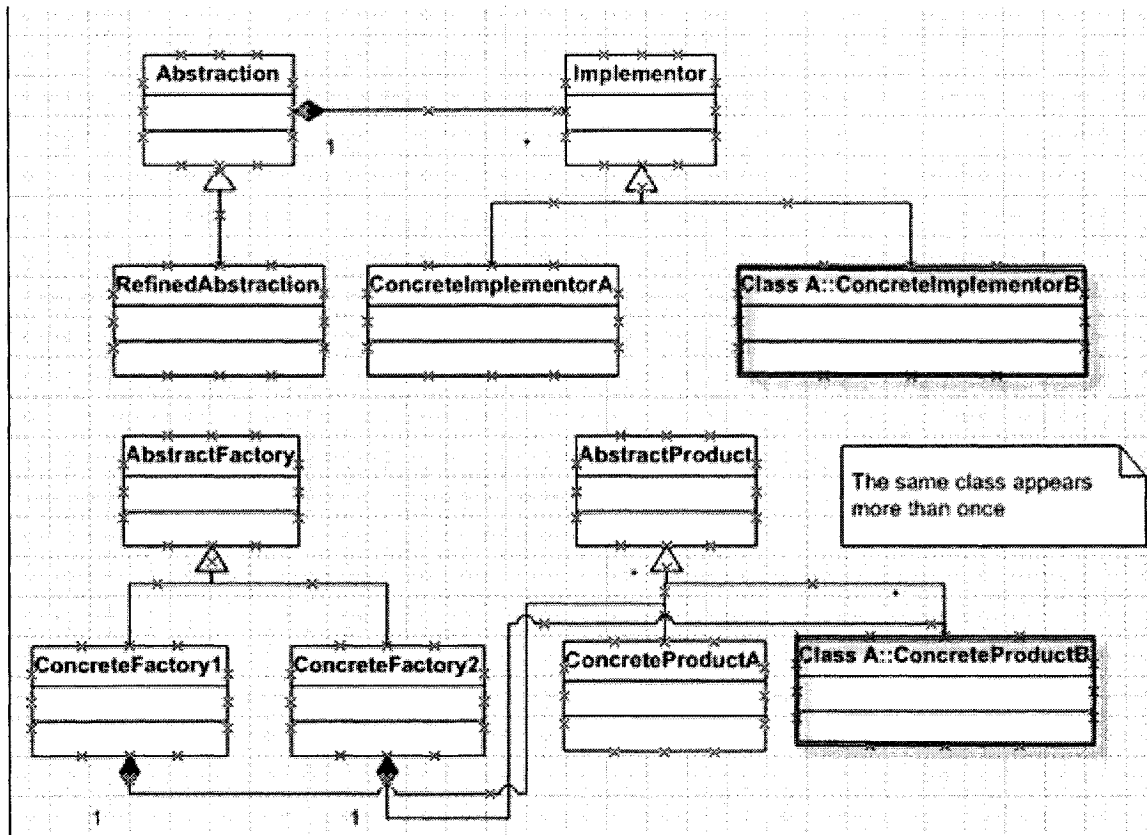 Abstraction
Implementor
1
*
RefinedAbstraction
ConcreteImplementorA
Class A::ConcreteImplementorB
AbstractFactory
AbstractProduct
The same class appears
more than once
*
*
ConcreteFactory1
ConcreteFactory2
ConcreteProductA
Class A::ConcreteProductB
1
1